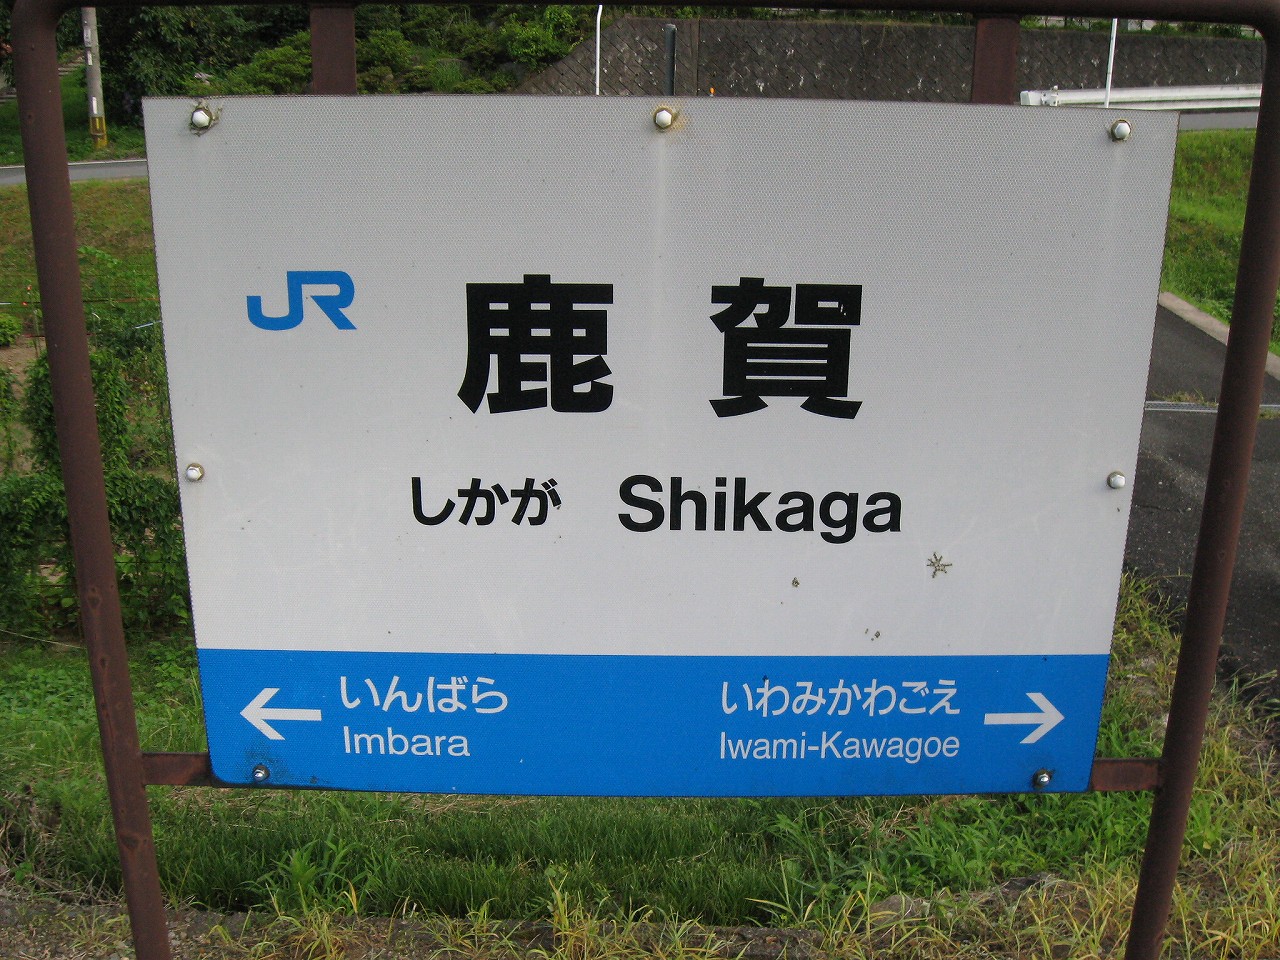 JR 鹿賀
しかが Shikaga
← いんばら いわみかわごえ →
Imbara Iwami-Kawagoe